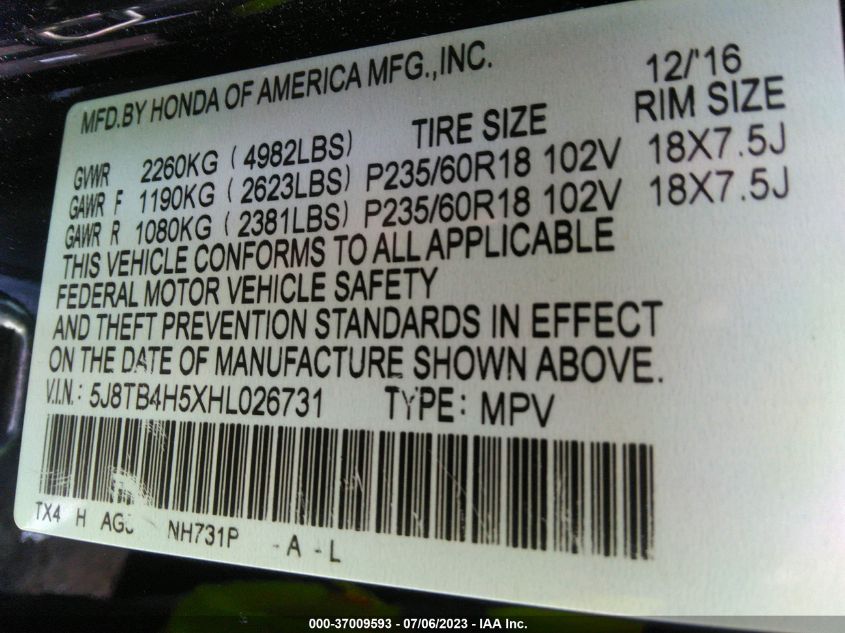 MFD.BY HONDA OF AMERICA MFG.,INC. 12/'16
TIRE SIZE RIM SIZE
GVWR 2260KG (4982LBS)
GAWR F 1190KG (2623LBS) P235/60R18 102V 18X7.5J
GAWR R 1080KG (2381LBS) P235/60R18 102V 18X7.5J
THIS VEHICLE CONFORMS TO ALL APPLICABLE
FEDERAL MOTOR VEHICLE SAFETY
AND THEFT PREVENTION STANDARDS IN EFFECT
ON THE DATE OF MANUFACTURE SHOWN ABOVE.
V.I.N.: 5J8TB4H5XHL026731 TYPE: MPV
TX4 H NH731P -A -L
000-37009593 - 07/06/2023 - IAA Inc.